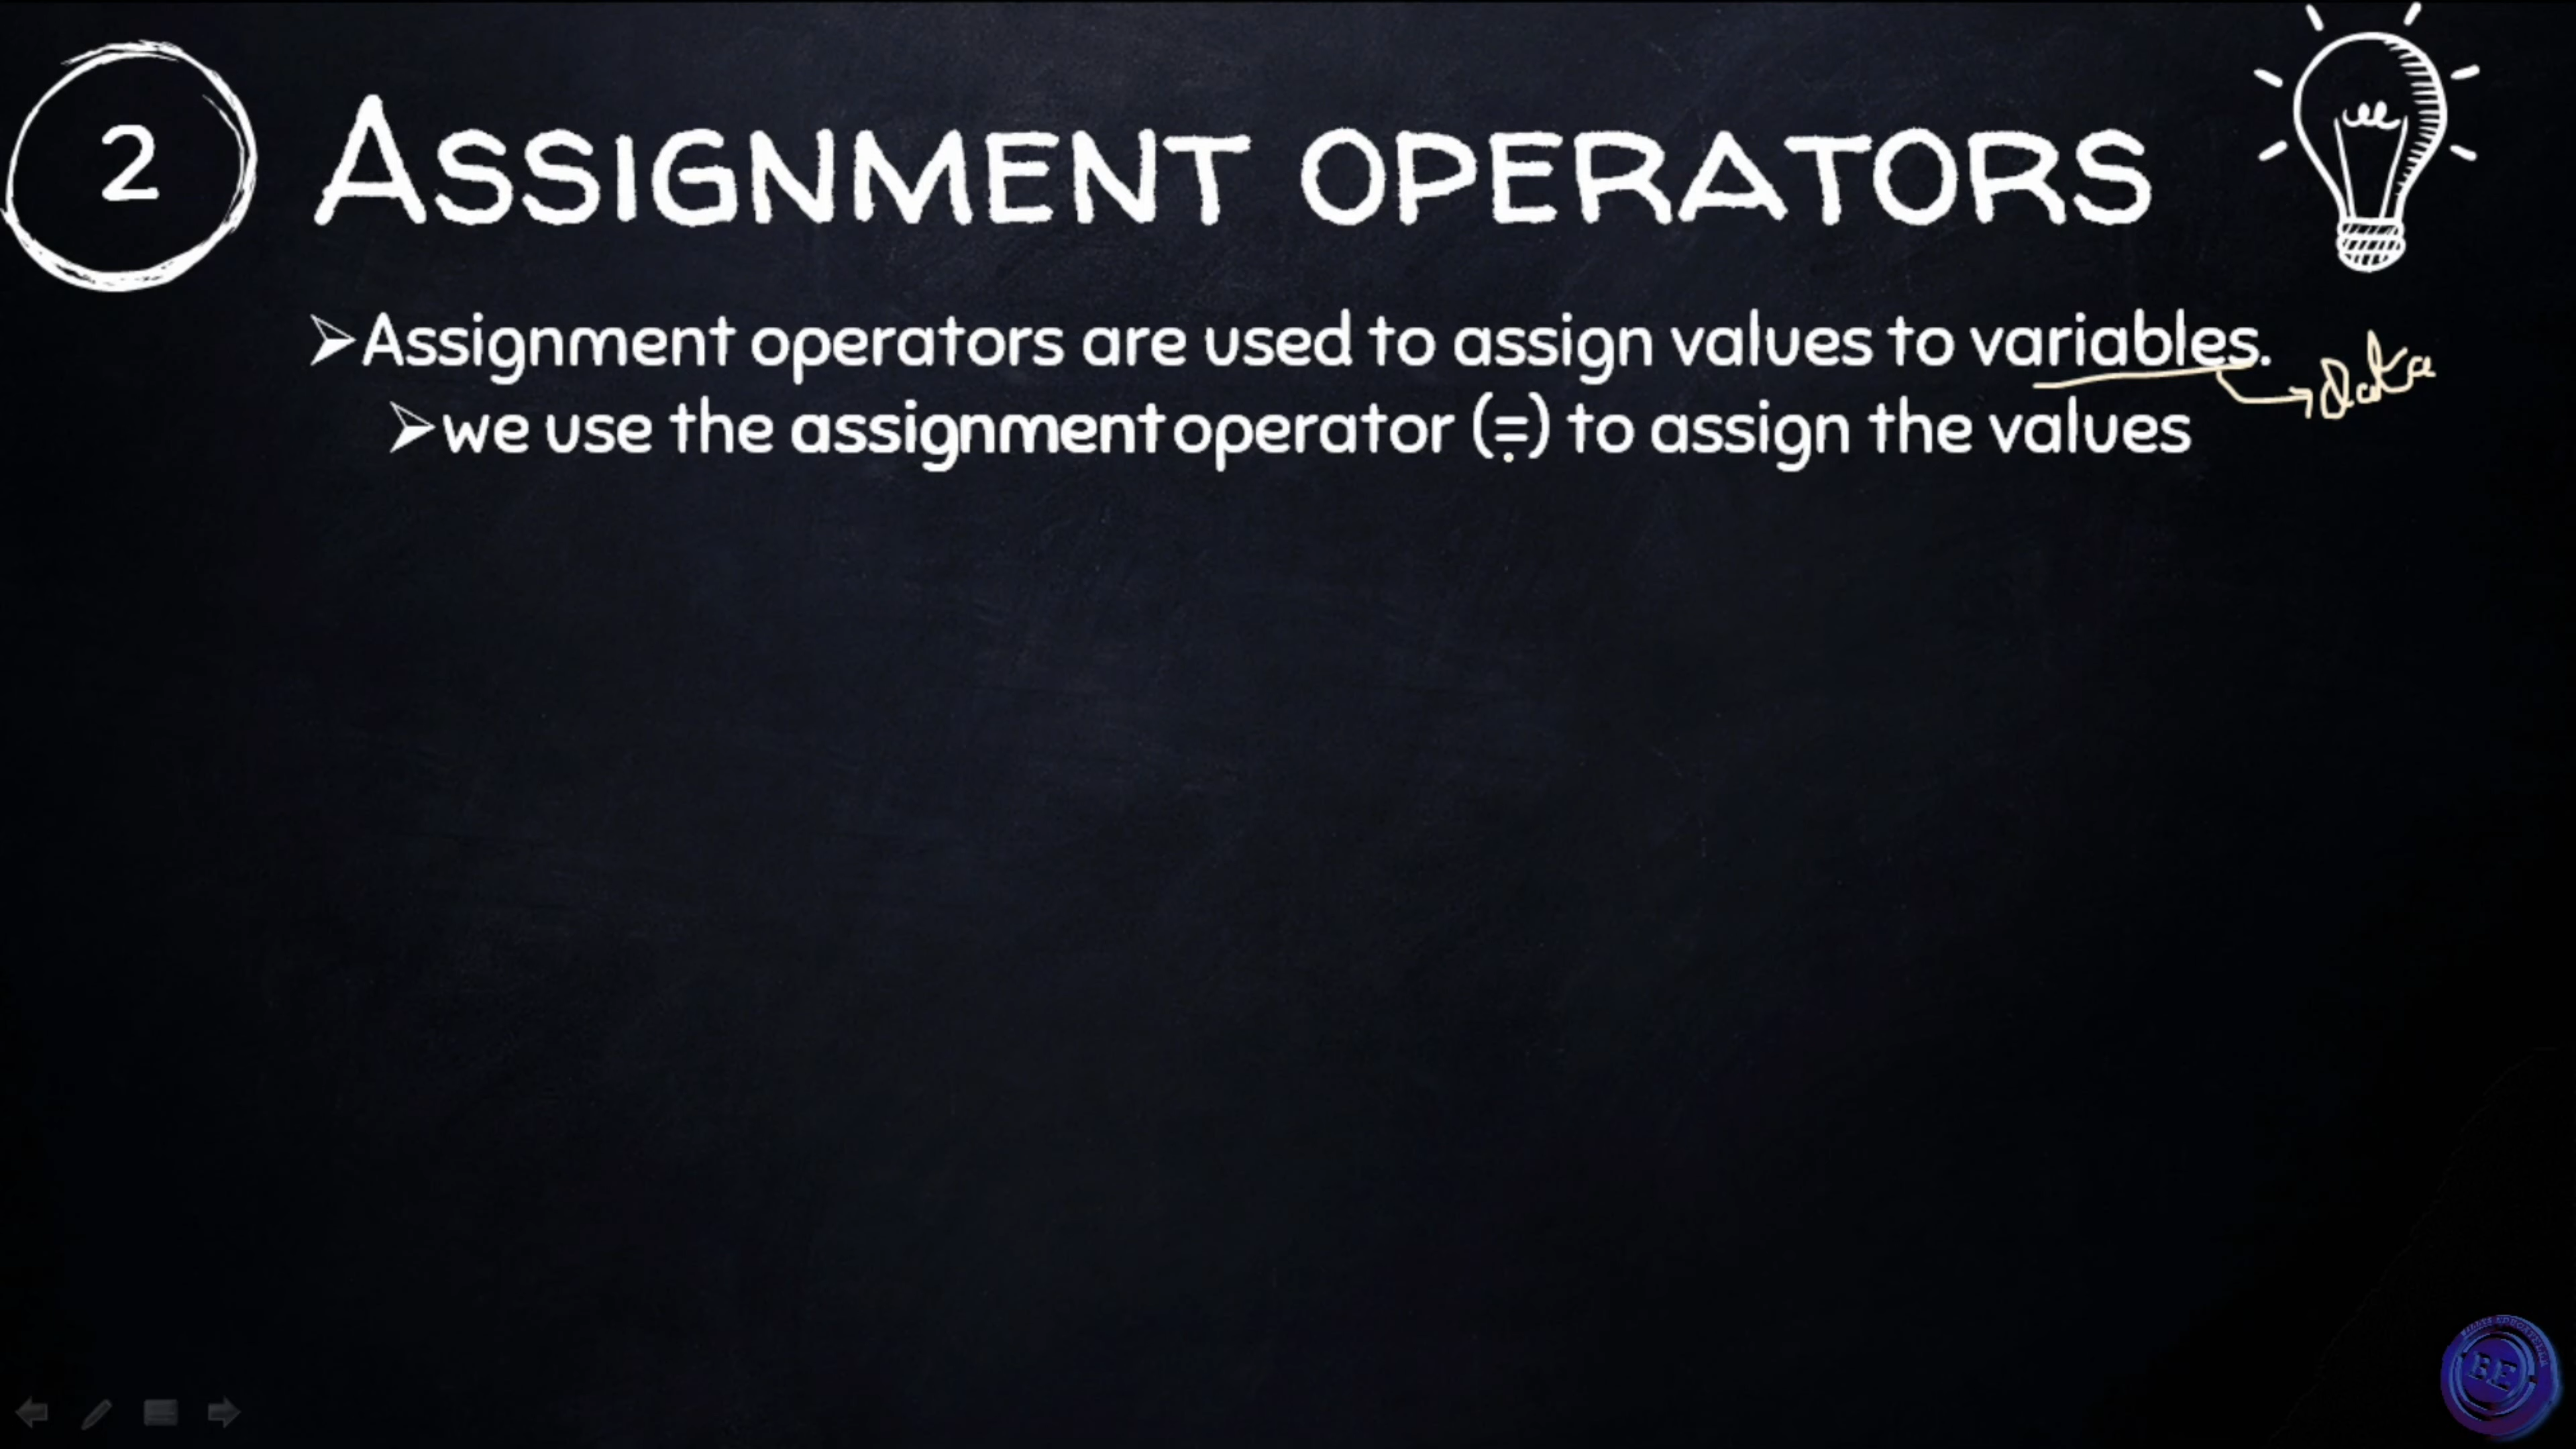 2
ASSIGNMENT OPERATORS
➢Assignment operators are used to assign values to variables.
Data
➢we use the assignment operator (=) to assign the values
BE